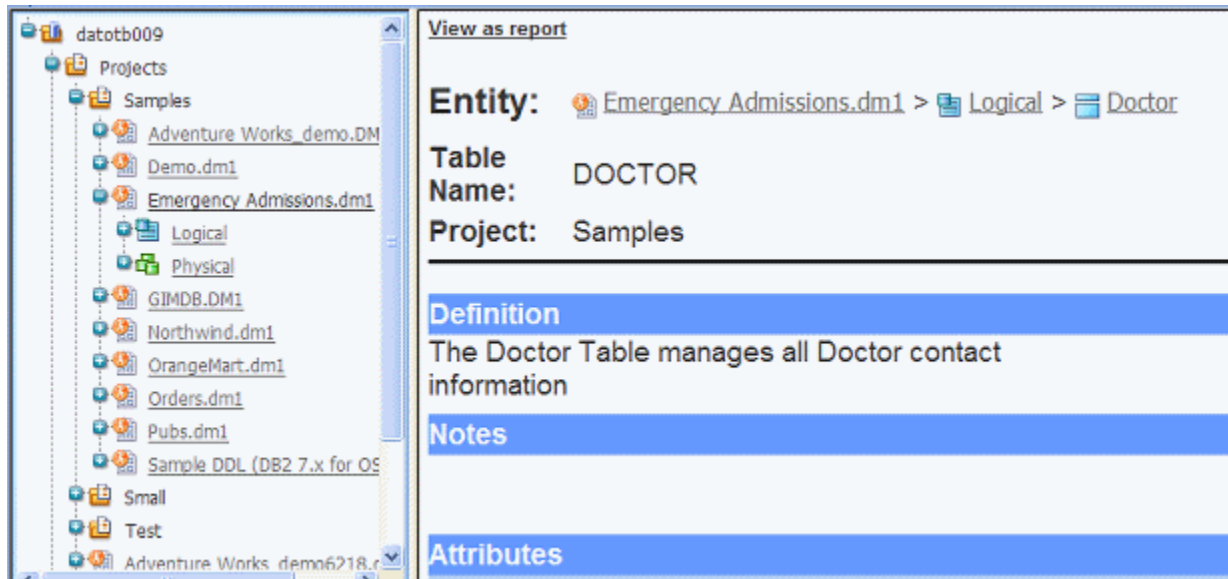 datotb009
Projects
Samples
Adventure Works_demo.DM
Demo.dm1
Emergency Admissions.dm1
Logical
Physical
GIMDB.DM1
Northwind.dm1
OrangeMart.dm1
Orders.dm1
Pubs.dm1
Sample DDL (DB2 7.x for OS
Small
Test
Adventure Works_demo6218.
View as report
Entity: Emergency Admissions.dm1 > Logical > Doctor
Table
Name: DOCTOR
Project: Samples
Definition
The Doctor Table manages all Doctor contact
information
Notes
Attributes